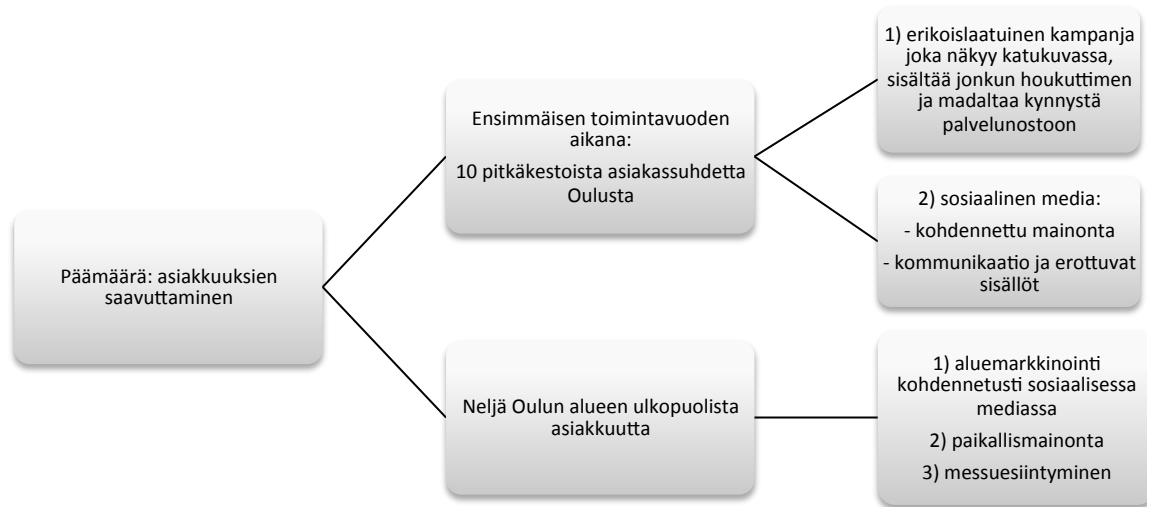 Päämäärä: asiakkuuksien
saavuttaminen
Ensimmäisen toimintavuoden
aikana:
10 pitkäkestoista asiakassuhdetta
Oulusta
1) erikoislaatuinen kampanja
joka näkyy katukuvassa,
sisältää jonkun houkuttimen
ja madaltaa kynnystä
palvelunostoon
2) sosiaalinen media:
- kohdennettu mainonta
- kommunikaatio ja erottuvat
sisällöt
Neljä Oulun alueen ulkopuolista
asiakkuutta
1) aluemarkkinointi
kohdennetusti sosiaalisessa
mediassa
2) paikallismainonta
3) messuesiintyminen